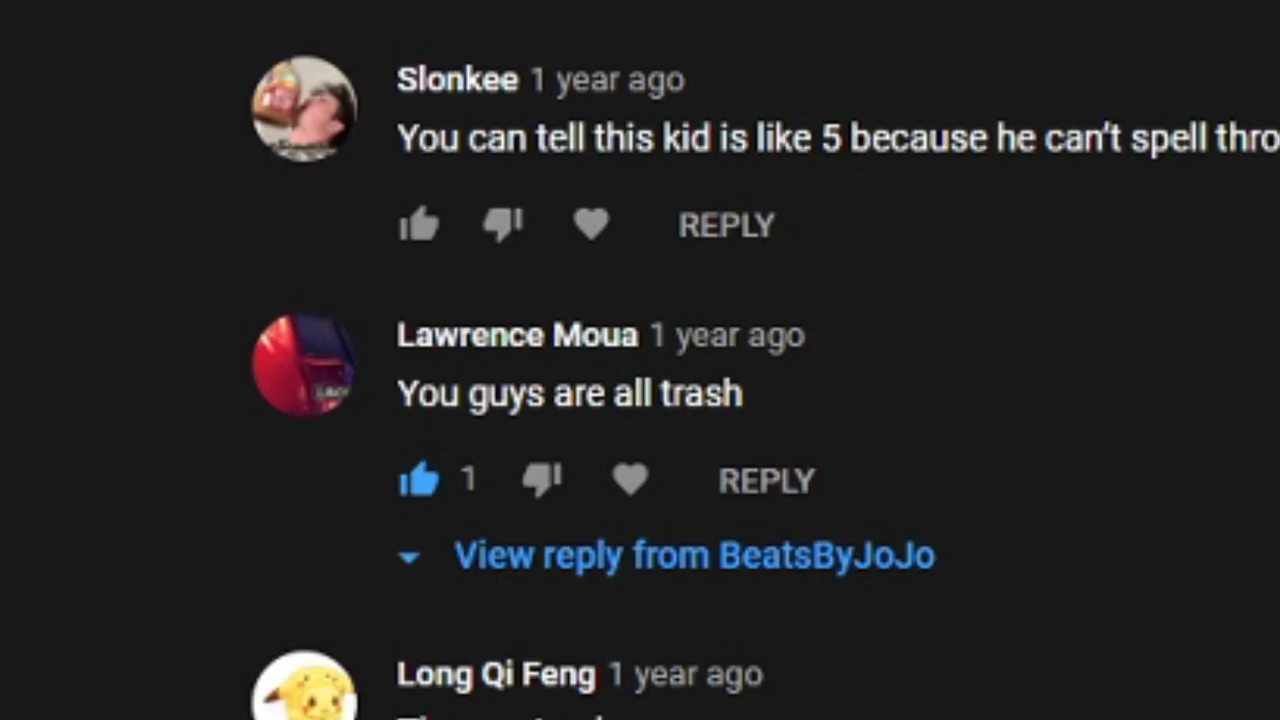 Slonkee 1 year ago
You can tell this kid is like 5 because he can't spell
REPLY
Lawrence Moua 1 year ago
You guys are all trash
1 REPLY
View reply from BeatsByJoJo
Long Qi Feng 1 year ago